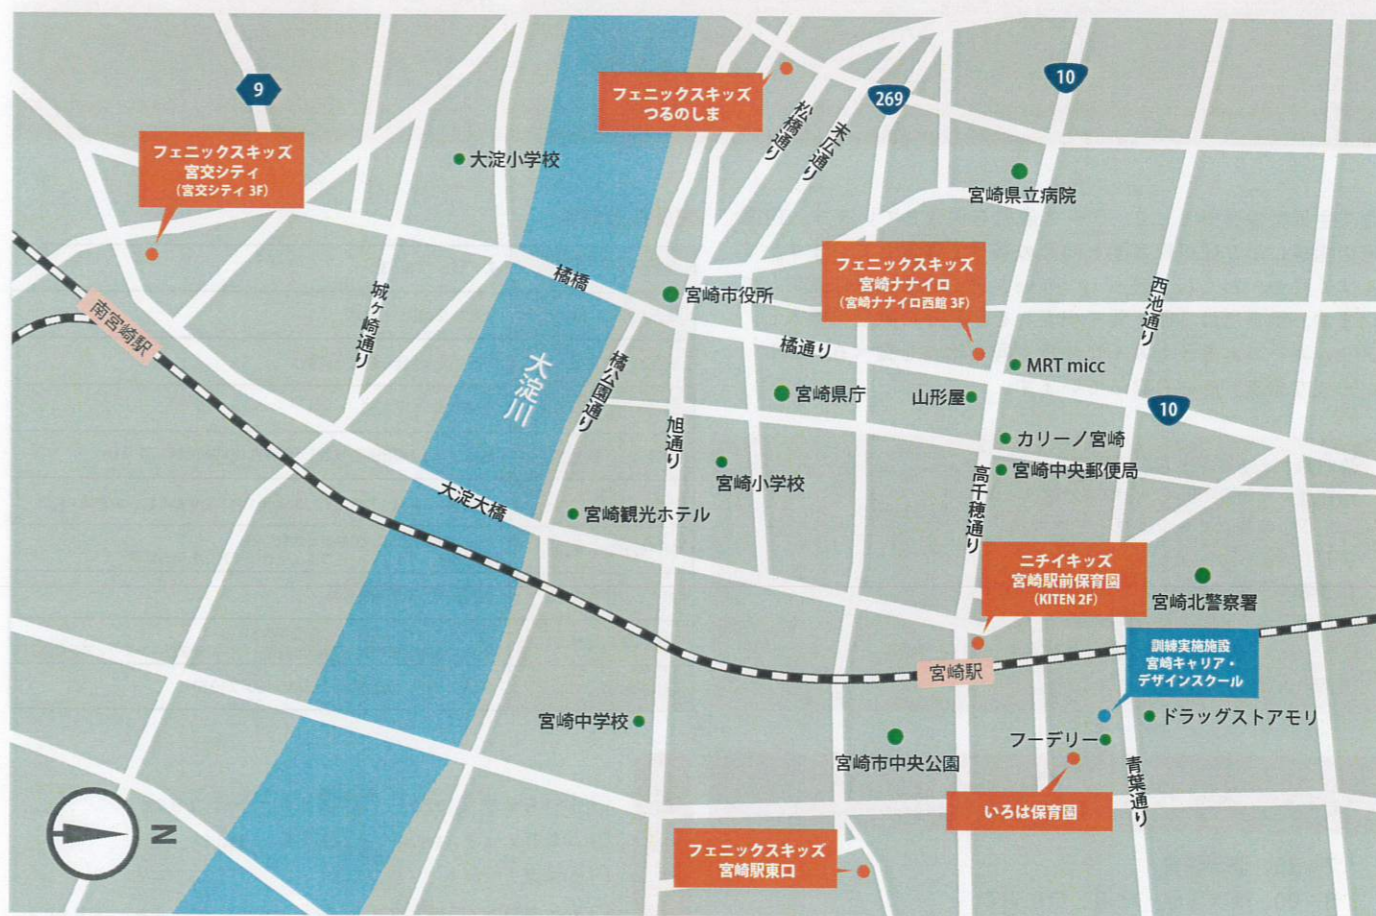 9
フェニックスキッズ
宮交シティ
(宮交シティ 3F)
大淀小学校
フェニックスキッズ
つるのしま
松橋通り
末広通り
269
10
宮崎県立病院
フェニックスキッズ
宮崎ナナイロ
(宮崎ナナイロ西館 3F)
西池通り
南宮崎駅
城ヶ崎通り
橘橋
宮崎市役所
大淀川
橘公園通り
橘通り
MRT micc
宮崎県庁
山形屋
10
旭通り
カリーノ宮崎
宮崎小学校
宮崎中央郵便局
高千穂通り
大淀大橋
宮崎観光ホテル
ニチイキッズ
宮崎駅前保育園
(KITEN 2F)
宮崎北警察署
訓練実施施設
宮崎キャリア・
デザインスクール
宮崎駅
宮崎中学校
ドラッグストアモリ
フーデリー
宮崎市中央公園
青葉通り
いろは保育園
N
フェニックスキッズ
宮崎駅東口